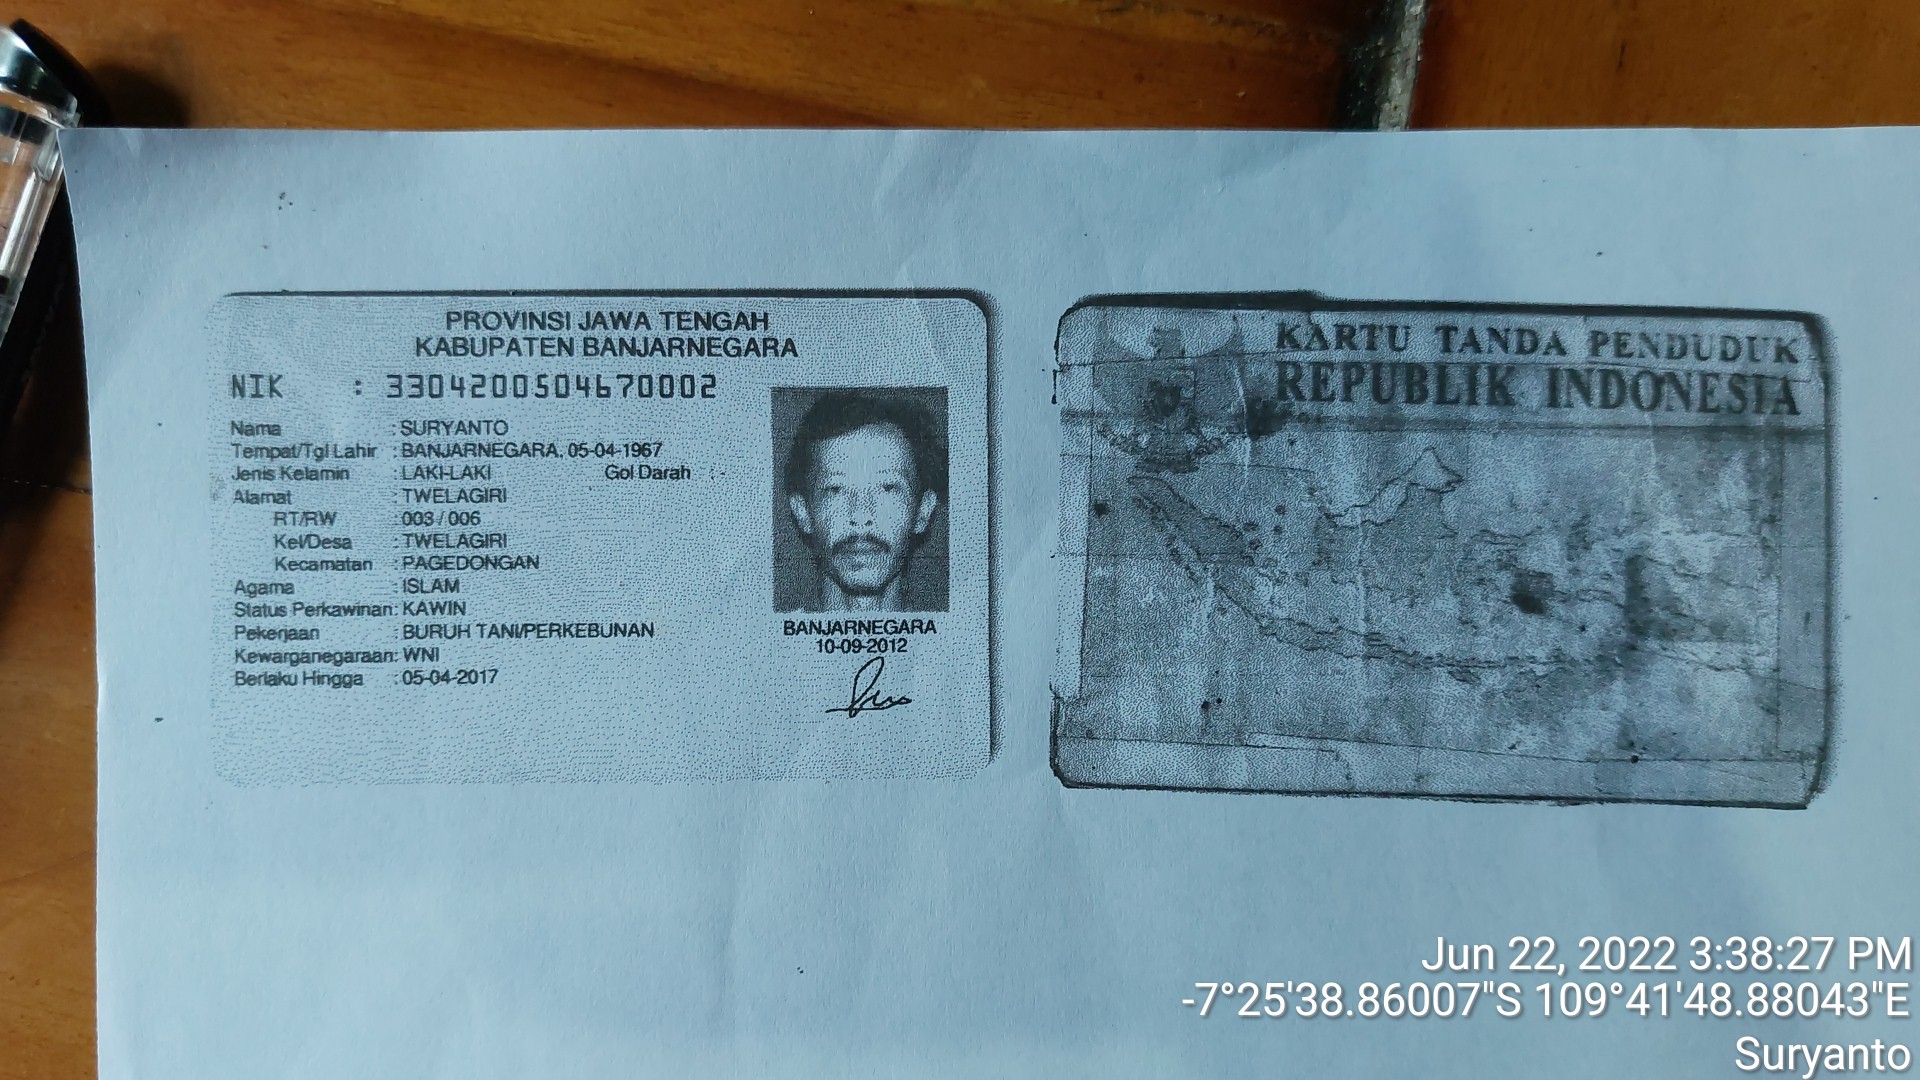 PROVINSI JAWA TENGAH
KABUPATEN BANJARNEGARA
NIK : 3304200504670002
Nama : SURYANTO
Tempat/Tgl Lahir : BANJARNEGARA, 05-04-1967
Jenis Kelamin : LAKI-LAKI Gol Darah : -
Alamat : TWELAGIRI
RT/RW : 003 / 006
Kel/Desa : TWELAGIRI
Kecamatan : PAGEDONGAN
Agama : ISLAM
Status Perkawinan: KAWIN
Pekerjaan : BURUH TANI/PERKEBUNAN
Kewarganegaraan: WNI
Berlaku Hingga : 05-04-2017
BANJARNEGARA
10-09-2012
KARTU TANDA PENDUDUK
REPUBLIK INDONESIA
Jun 22, 2022 3:38:27 PM
-7°25'38.86007"S 109°41'48.88043"E
Suryanto